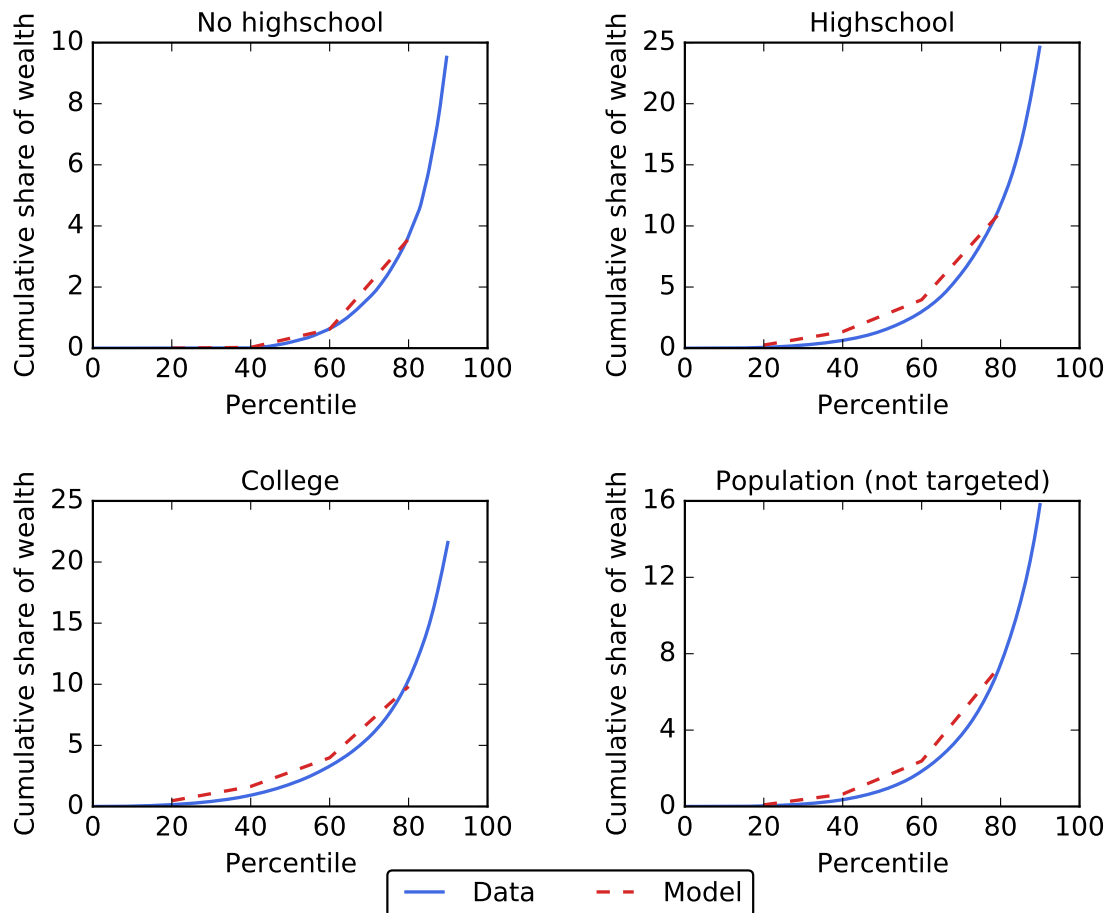 No highschool
Cumulative share of wealth
10
8
6
4
2
0
0 20 40 60 80 100
Percentile
Highschool
Cumulative share of wealth
25
20
15
10
5
0
0 20 40 60 80 100
Percentile
College
Cumulative share of wealth
25
20
15
10
5
0
0 20 40 60 80 100
Percentile
Population (not targeted)
Cumulative share of wealth
16
12
8
4
0
0 20 40 60 80 100
Percentile
Data Model